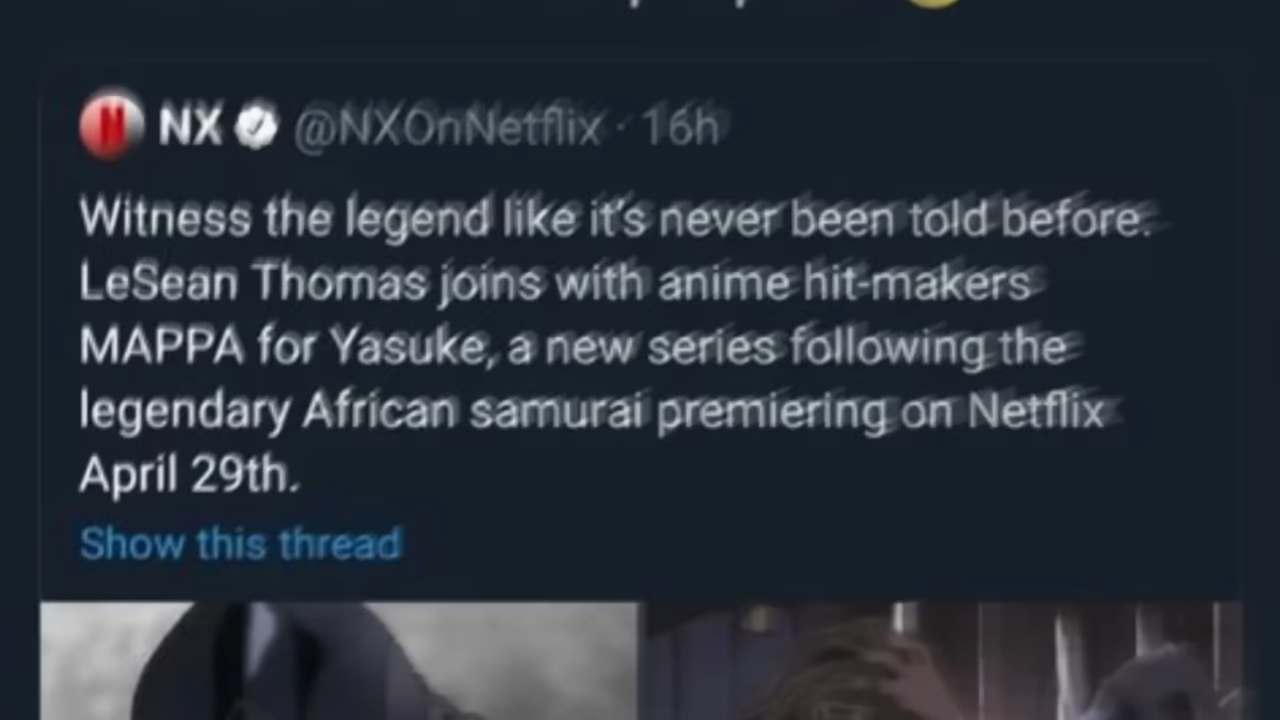 NX @NXOnNetflix · 16h
Witness the legend like it's never been told before.
LeSean Thomas joins with anime hit-makers
MAPPA for Yasuke, a new series following the
legendary African samurai premiering on Netflix
April 29th.
Show this thread